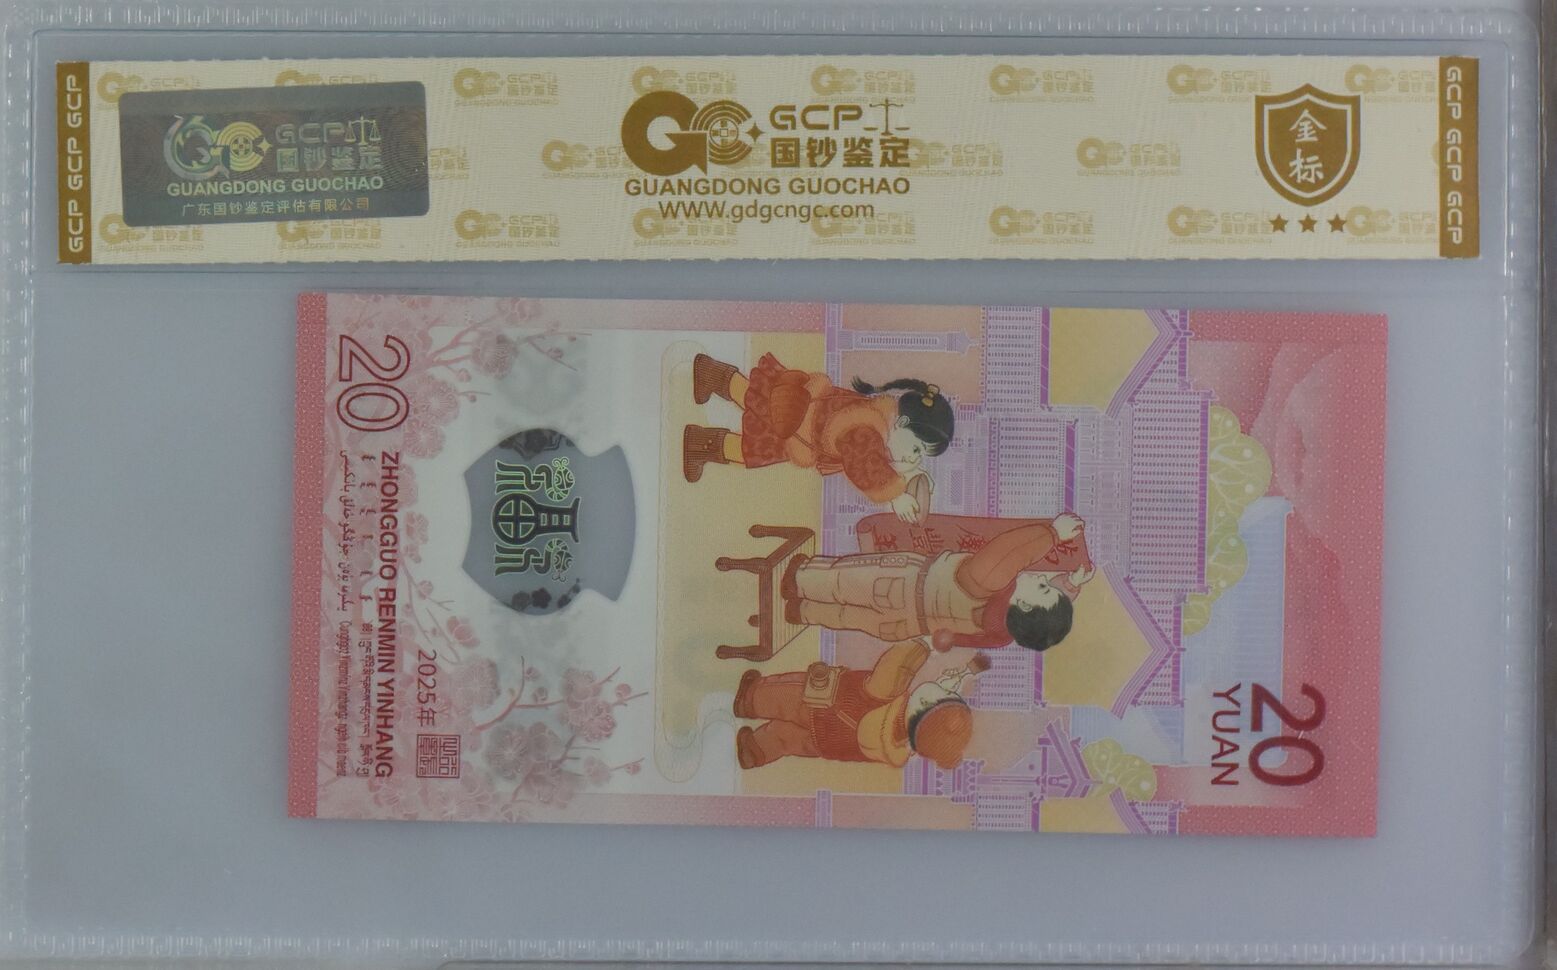 GCP GCP GCP
GCP
国钞鉴定
GUANGDONG GUOCHAO
广东国钞鉴定评估有限公司
GCP
国钞鉴定
GUANGDONG GUOCHAO
WWW.gdgcngc.com
金
标
GCP GCP GCP
20
YUAN
20
ZHONGGUO RENMIN YINHANG
2025年